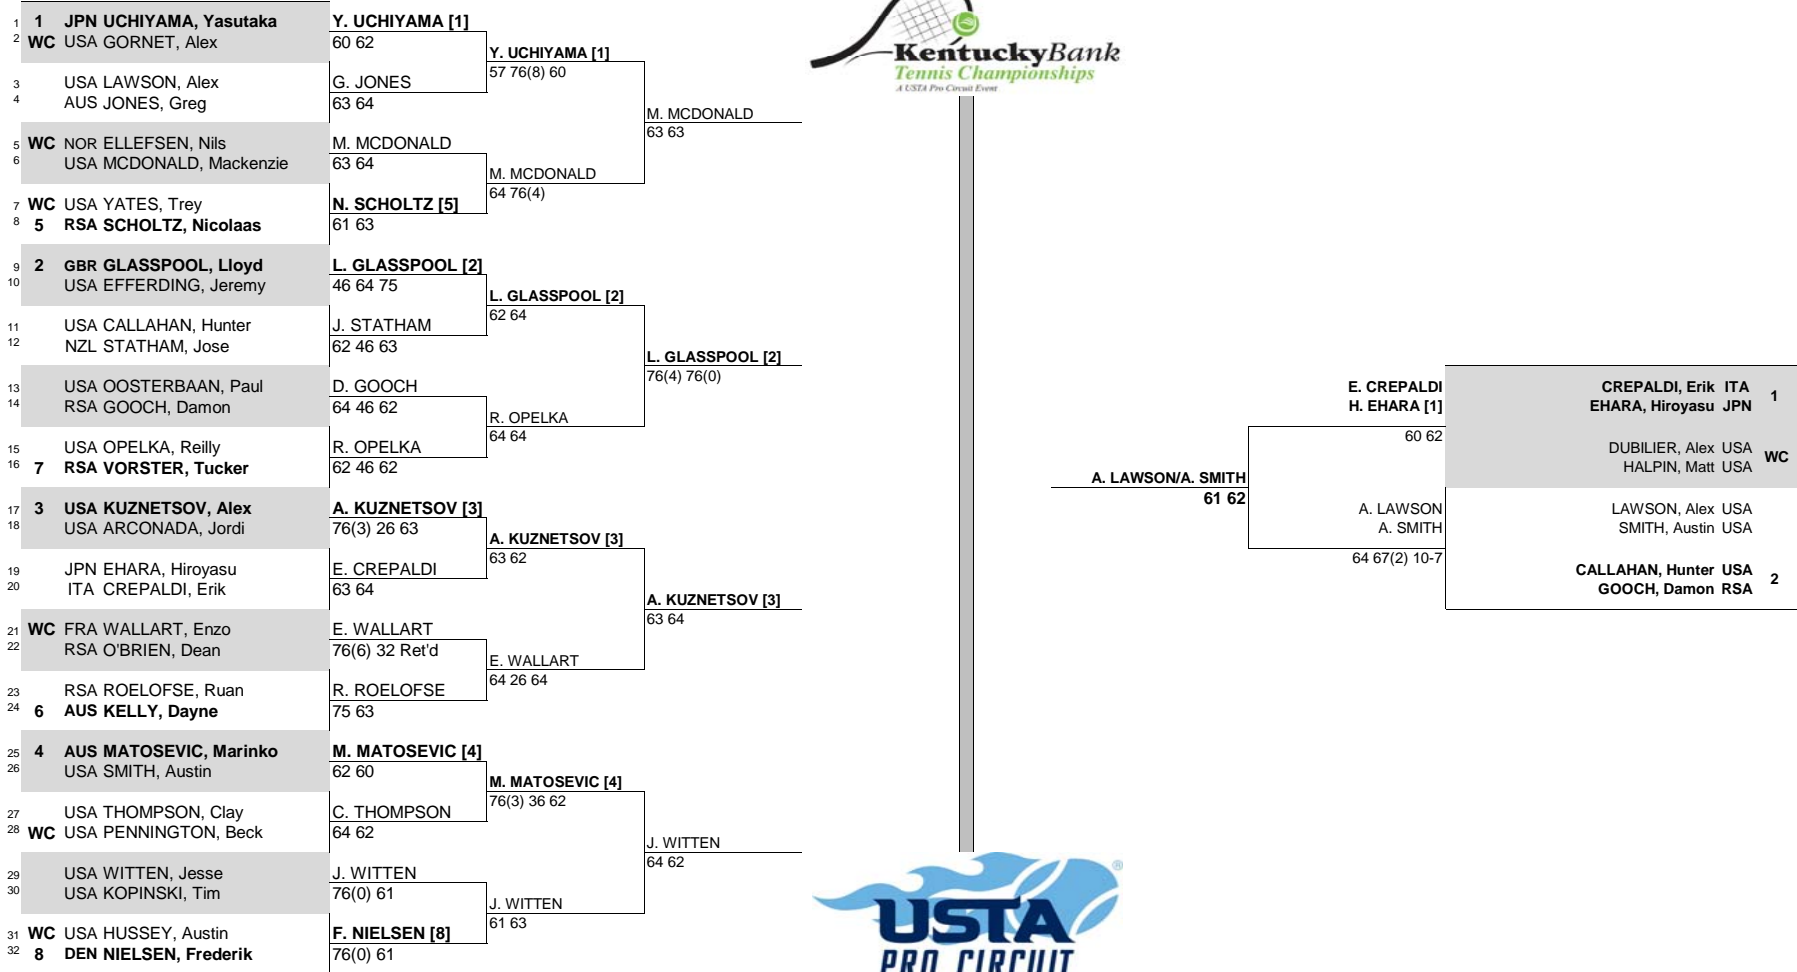 1 1 JPN UCHIYAMA, Yasutaka
2 WC USA GORNET, Alex
3 USA LAWSON, Alex
4 AUS JONES, Greg
5 WC NOR ELLEFSEN, Nils
6 USA MCDONALD, Mackenzie
7 WC USA YATES, Trey
8 5 RSA SCHOLTZ, Nicolaas
9 2 GBR GLASSPOOL, Lloyd
10 USA EFFERDING, Jeremy
11 USA CALLAHAN, Hunter
12 NZL STATHAM, Jose
13 USA OOSTERBAAN, Paul
14 RSA GOOCH, Damon
15 USA OPELKA, Reilly
16 7 RSA VORSTER, Tucker
17 3 USA KUZNETSOV, Alex
18 USA ARCONADA, Jordi
19 JPN EHARA, Hiroyasu
20 ITA CREPALDI, Erik
21 WC FRA WALLART, Enzo
22 RSA O'BRIEN, Dean
23 RSA ROELOFSE, Ruan
24 6 AUS KELLY, Dayne
25 4 AUS MATOSEVIC, Marinko
26 USA SMITH, Austin
27 USA THOMPSON, Clay
28 WC USA PENNINGTON, Beck
29 USA WITTEN, Jesse
30 USA KOPINSKI, Tim
31 WC USA HUSSEY, Austin
32 8 DEN NIELSEN, Frederik
Y. UCHIYAMA [1]
60 62
G. JONES
63 64
M. MCDONALD
63 64
N. SCHOLTZ [5]
61 63
L. GLASSPOOL [2]
46 64 75
J. STATHAM
62 46 63
D. GOOCH
64 46 62
R. OPELKA
62 46 62
A. KUZNETSOV [3]
76(3) 26 63
E. CREPALDI
63 64
E. WALLART
76(6) 32 Ret'd
R. ROELOFSE
75 63
M. MATOSEVIC [4]
62 60
C. THOMPSON
64 62
J. WITTEN
76(0) 61
F. NIELSEN [8]
76(0) 61
Y. UCHIYAMA [1]
57 76(8) 60
M. MCDONALD
64 76(4)
L. GLASSPOOL [2]
62 64
R. OPELKA
64 64
A. KUZNETSOV [3]
63 62
E. WALLART
64 26 64
M. MATOSEVIC [4]
76(3) 36 62
J. WITTEN
61 63
M. MCDONALD
63 63
L. GLASSPOOL [2]
76(4) 76(0)
A. KUZNETSOV [3]
63 64
J. WITTEN
64 62
KentuckyBank
Tennis Championships
A USTA Pro Circuit Event
A. LAWSON/A. SMITH
61 62
E. CREPALDI
H. EHARA [1]
60 62
A. LAWSON
A. SMITH
64 67(2) 10-7
CREPALDI, Erik ITA 1
EHARA, Hiroyasu JPN
DUBILIER, Alex USA WC
HALPIN, Matt USA
LAWSON, Alex USA
SMITH, Austin USA
CALLAHAN, Hunter USA 2
GOOCH, Damon RSA
USTA ®
PRO CIRCUIT